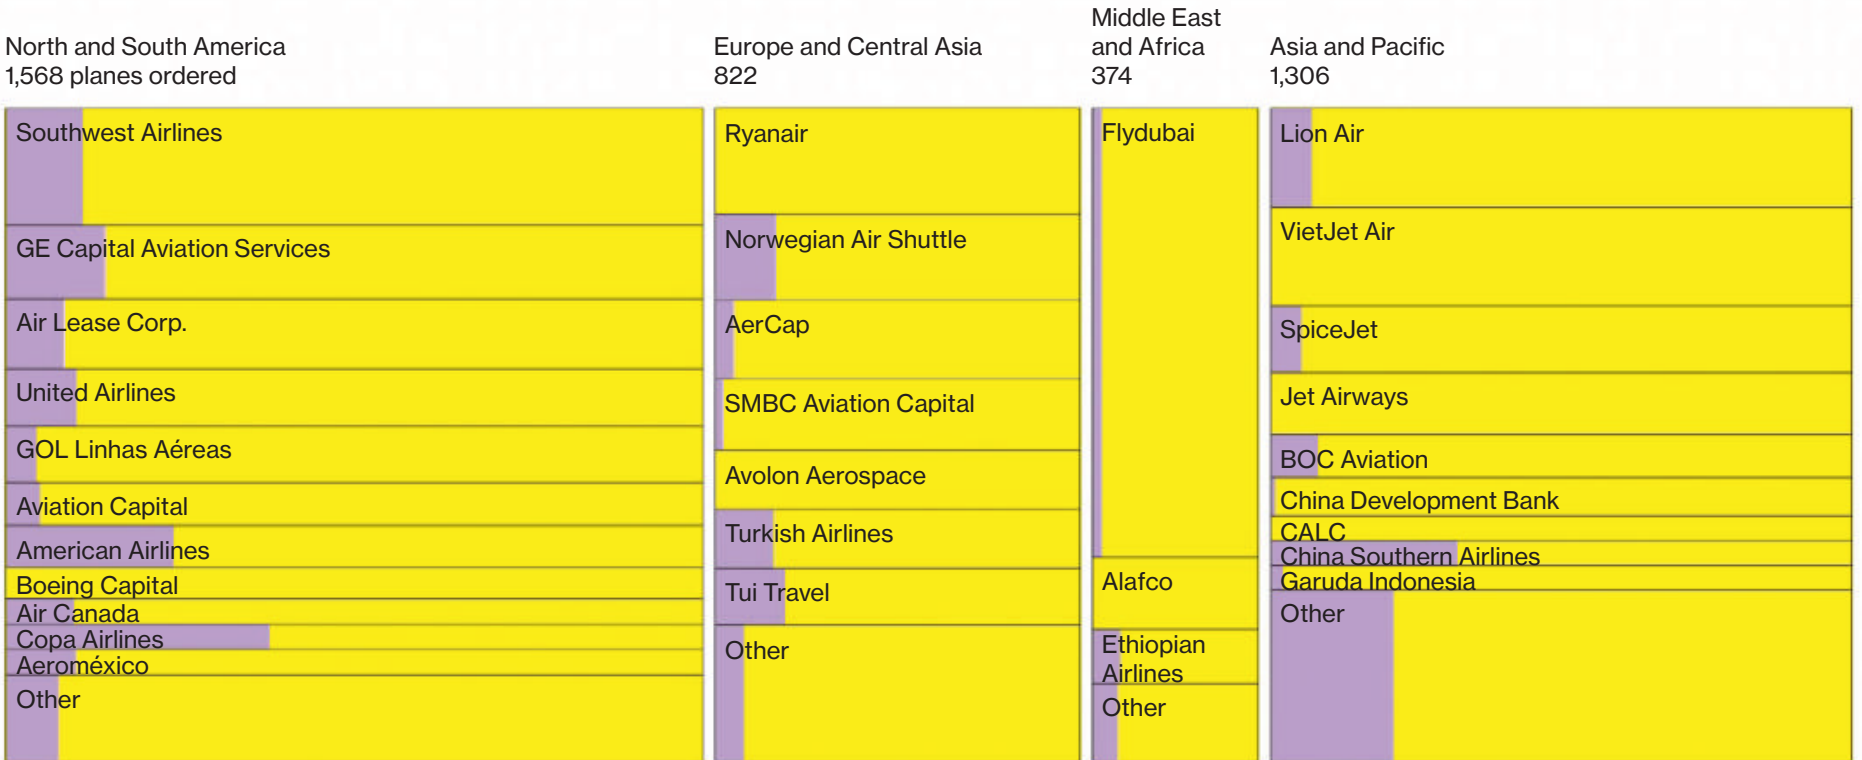 North and South America
1,568 planes ordered
Southwest Airlines
GE Capital Aviation Services
Air Lease Corp.
United Airlines
GOL Linhas Aéreas
Aviation Capital
American Airlines
Boeing Capital
Air Canada
Copa Airlines
Aeroméxico
Other
Europe and Central Asia
822
Ryanair
Norwegian Air Shuttle
AerCap
SMBC Aviation Capital
Avolon Aerospace
Turkish Airlines
Tui Travel
Other
Middle East
and Africa
374
Flydubai
Alafco
Ethiopian
Airlines
Other
Asia and Pacific
1,306
Lion Air
VietJet Air
SpiceJet
Jet Airways
BOC Aviation
China Development Bank
CALC
China Southern Airlines
Garuda Indonesia
Other